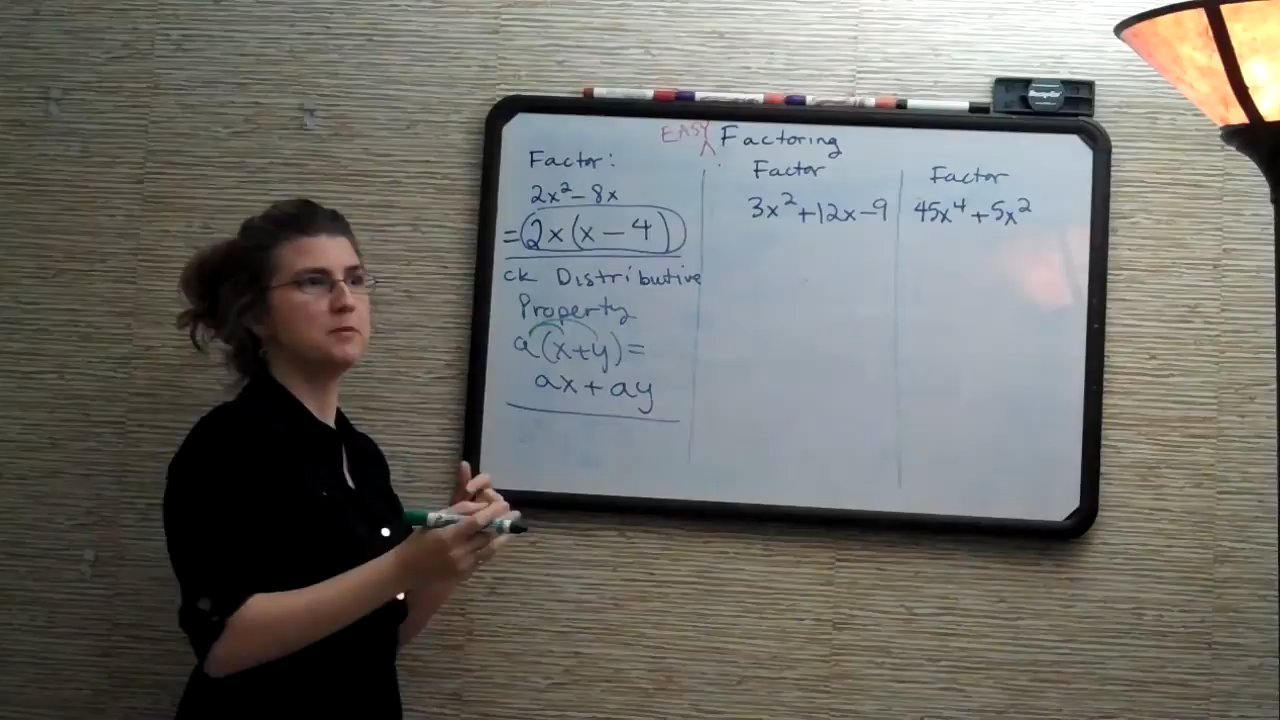 EASY Factoring
Factor:
2x² - 8x
= 2x(x - 4)
ck Distributive
Property
a(x+y) =
ax + ay
Factor
3x² + 12x - 9
Factor
45x⁴ + 5x²